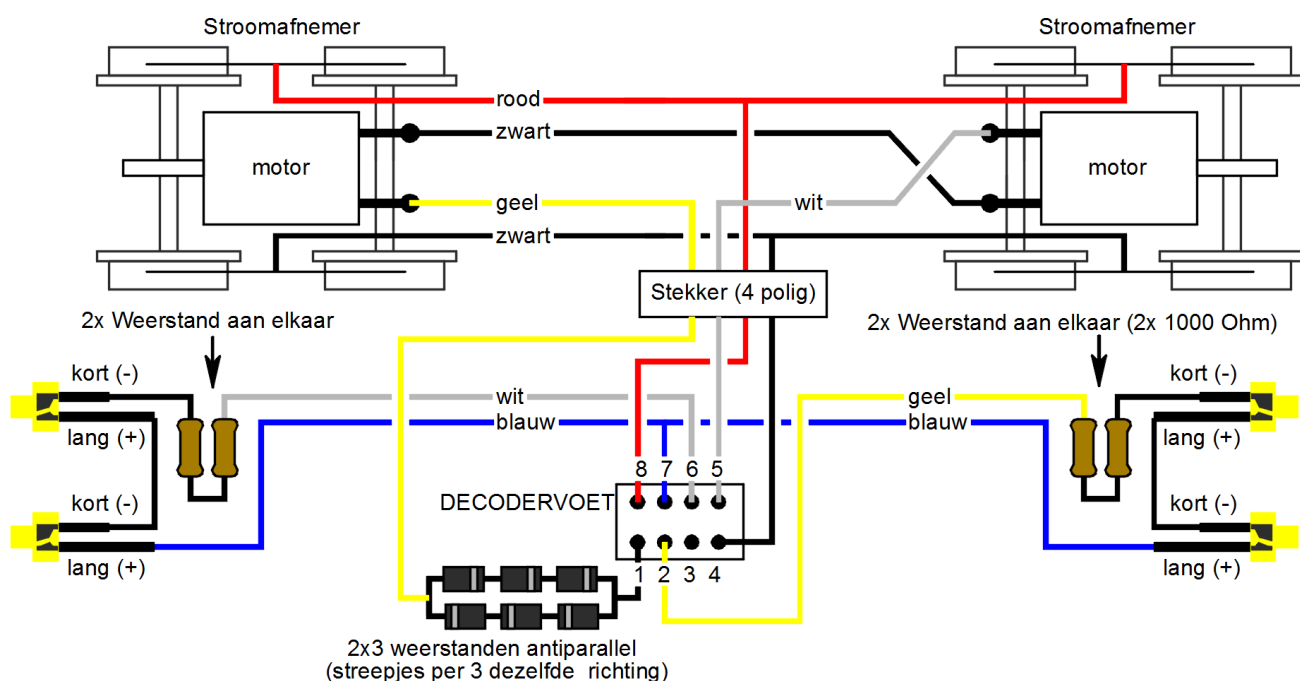 Stroomafnemer
Stroomafnemer
rood
zwart
motor
motor
geel
wit
zwart
Stekker (4 polig)
2x Weerstand aan elkaar
2x Weerstand aan elkaar (2x 1000 Ohm)
kort (-)
kort (-)
wit
geel
blauw
blauw
lang (+)
lang (+)
8 7 6 5
kort (-)
kort (-)
DECODERVOET
lang (+)
lang (+)
1 2 3 4
2x3 weerstanden antiparallel
(streepjes per 3 dezelfde richting)